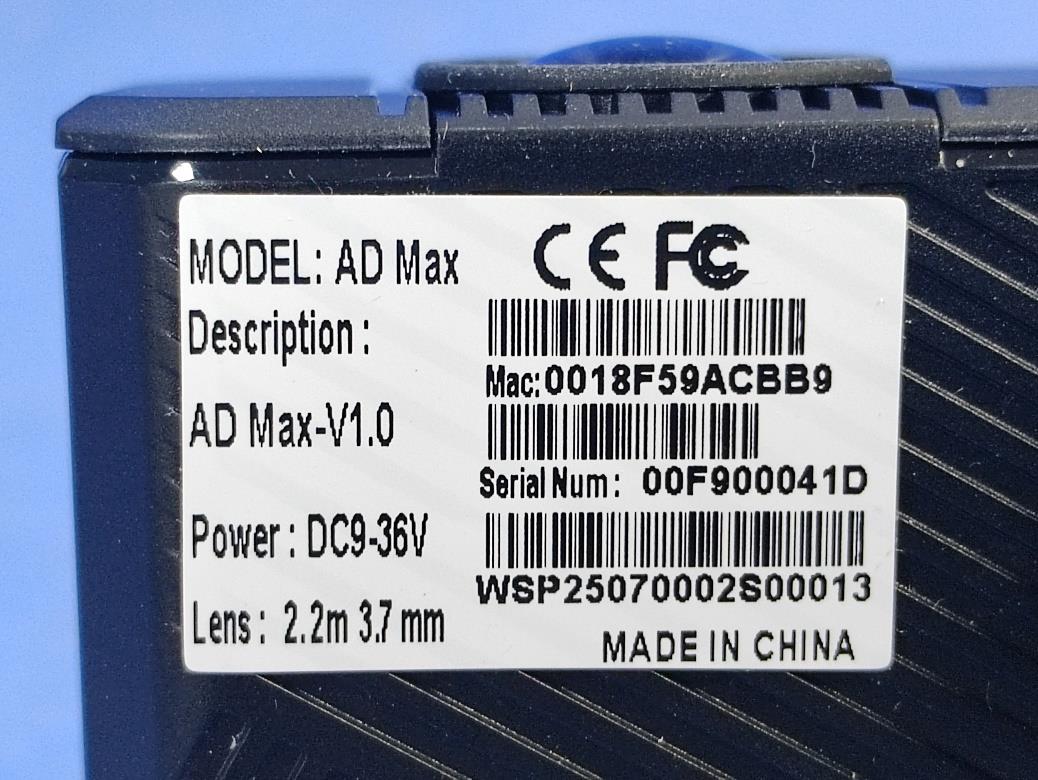 MODEL: AD Max
CE FC
Description :
Mac:0018F59ACBB9
AD Max-V1.0
Serial Num : 00F900041D
Power : DC9-36V
WSP25070002S00013
Lens : 2.2m 3.7 mm
MADE IN CHINA